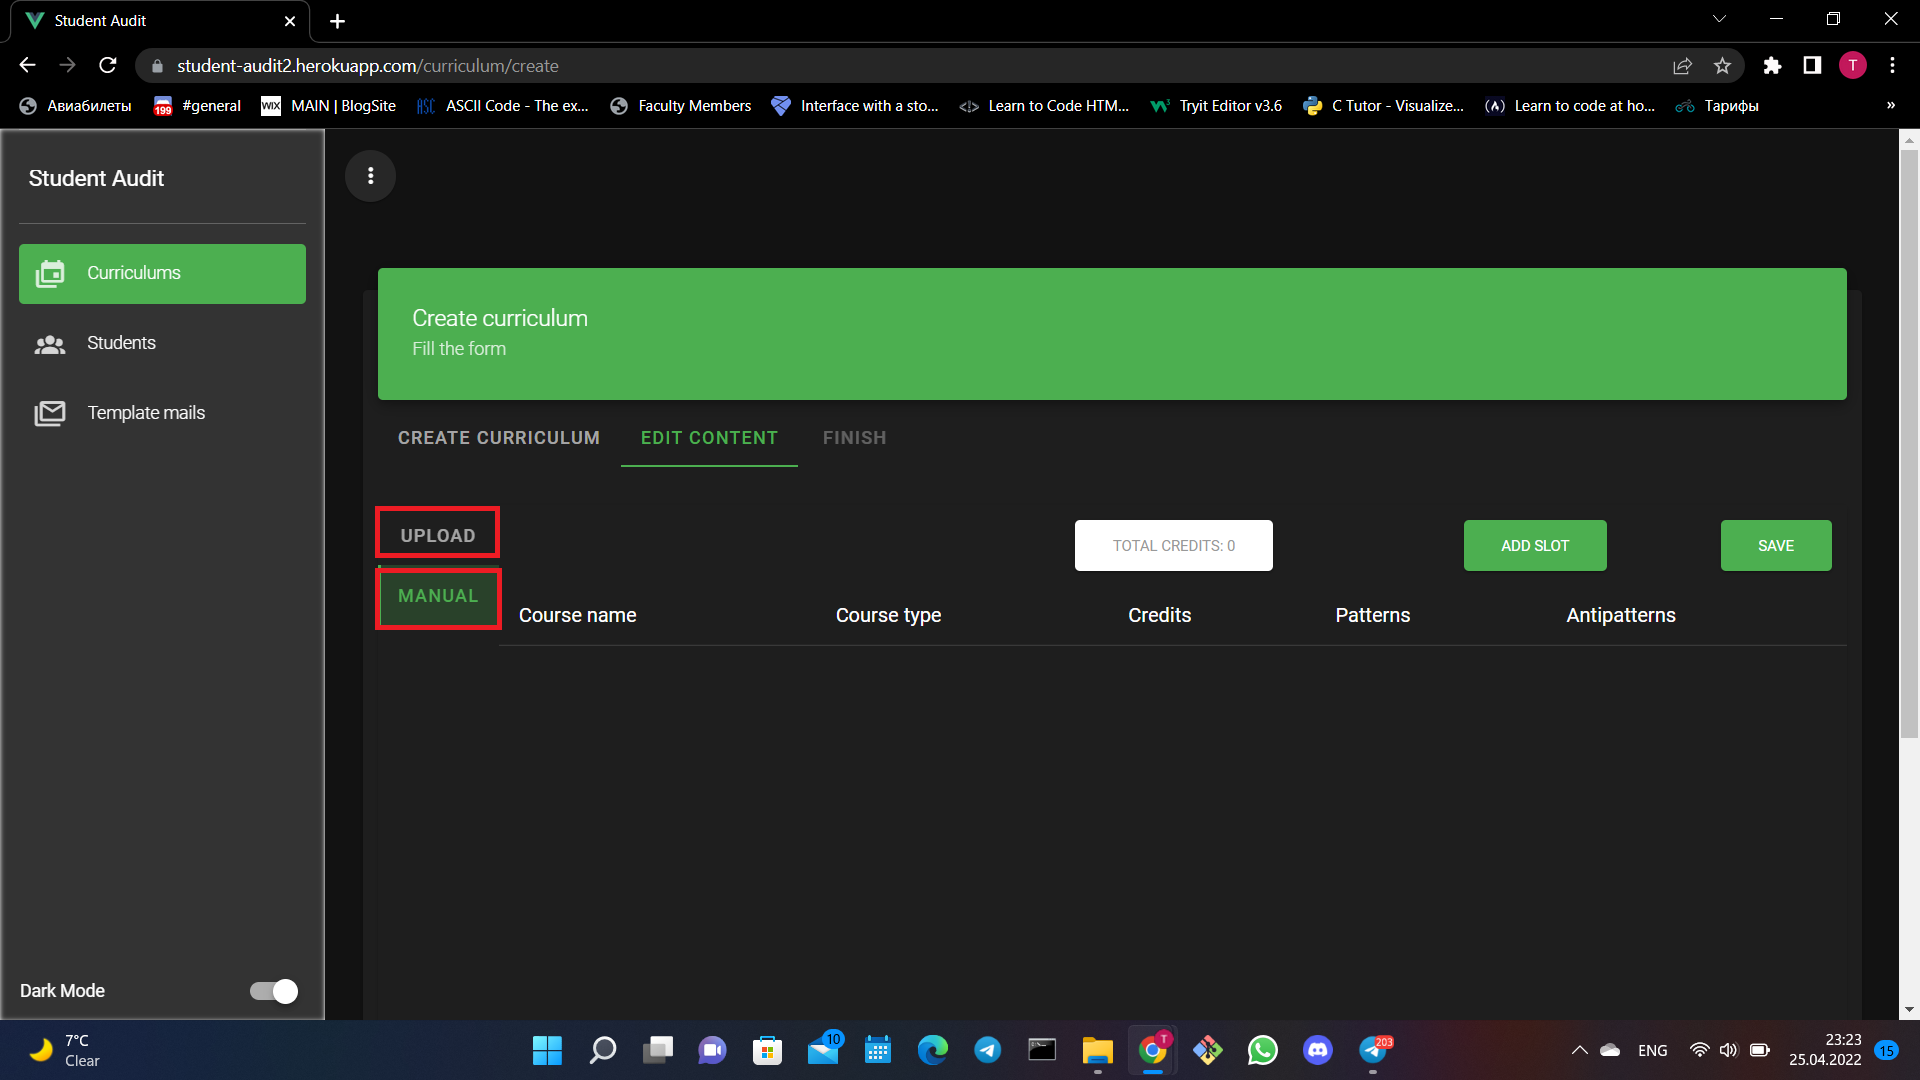 Student Audit
student-audit2.herokuapp.com/curriculum/create
T
Авиабилеты
199
#general
WIX
MAIN | BlogSite
ASC
ASCII Code - The ex...
Faculty Members
Interface with a sto...
Learn to Code HTM...
Tryit Editor v3.6
C Tutor - Visualize...
Learn to code at ho...
Тарифы
»
Student Audit
Curriculums
Students
Template mails
Create curriculum
Fill the form
CREATE CURRICULUM
EDIT CONTENT
FINISH
UPLOAD
MANUAL
TOTAL CREDITS: 0
ADD SLOT
SAVE
Course name
Course type
Credits
Patterns
Antipatterns
Dark Mode
7°C
Clear
10
T
203
ENG
23:23
25.04.2022
15